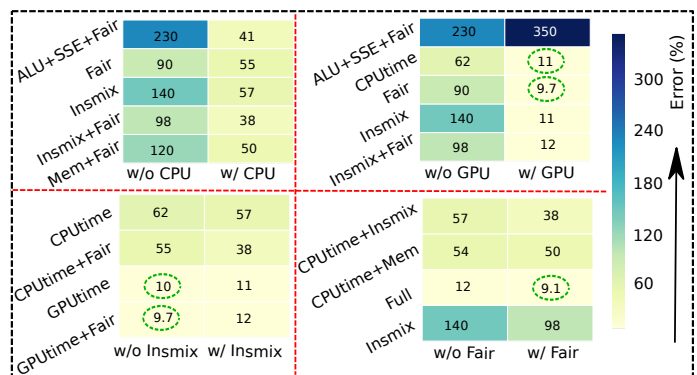 ALU+SSE+Fair 230 41
Fair 90 55
Insmix 140 57
Insmix+Fair 98 38
Mem+Fair 120 50
w/o CPU w/ CPU
ALU+SSE+Fair 230 350
CPUtime 62 11
Fair 90 9.7
Insmix 140 11
Insmix+Fair 98 12
w/o GPU w/ GPU
CPUtime 62 57
CPUtime+Fair 55 38
GPUtime 10 11
GPUtime+Fair 9.7 12
w/o Insmix w/ Insmix
CPUtime+Insmix 57 38
CPUtime+Mem 54 50
Full 12 9.1
Insmix 140 98
w/o Fair w/ Fair
300
240
180
120
60
Error (%)